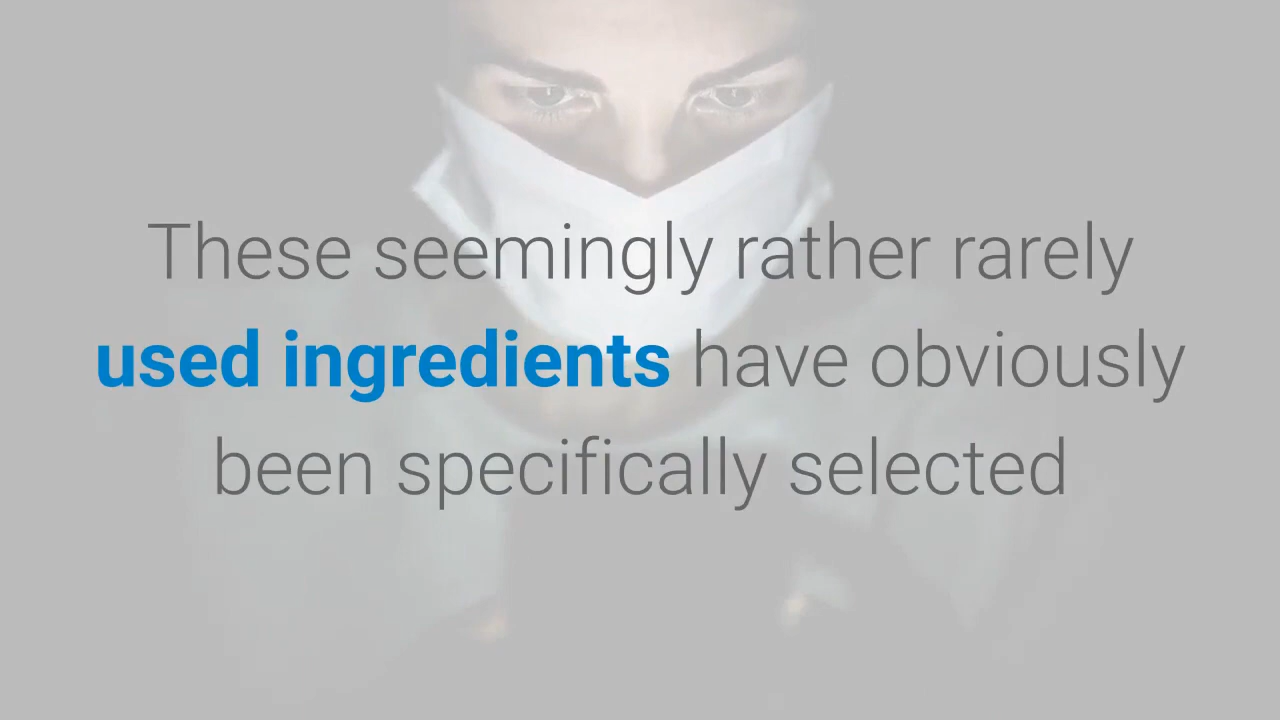 These seemingly rather rarely
used ingredients have obviously
been specifically selected